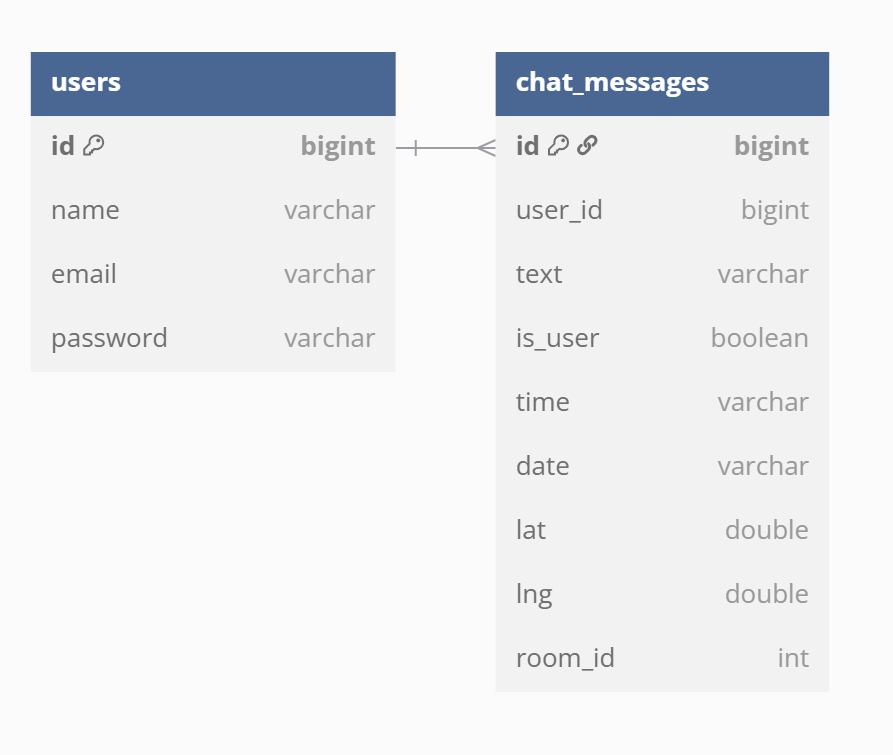 users
id bigint
name varchar
email varchar
password varchar
chat_messages
id bigint
user_id bigint
text varchar
is_user boolean
time varchar
date varchar
lat double
lng double
room_id int